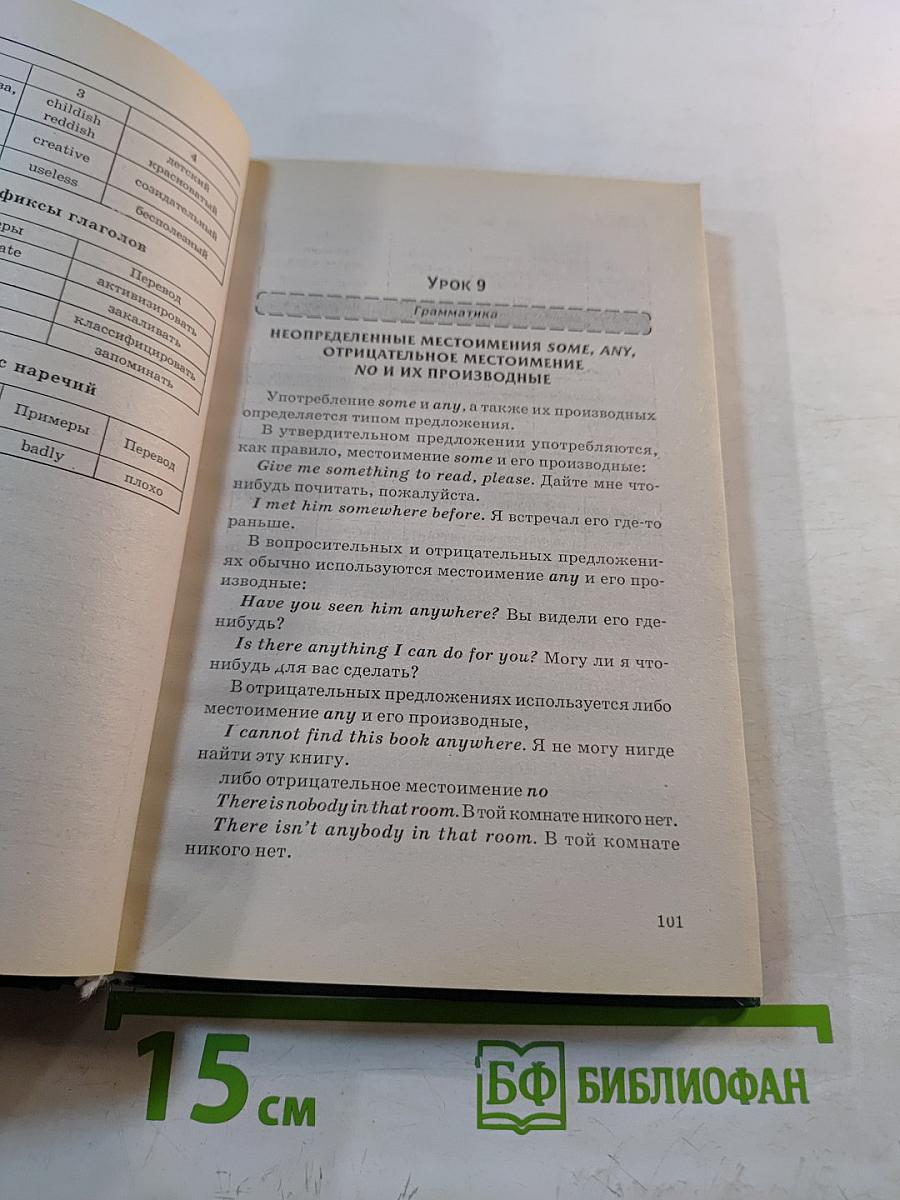 3
4
childish
детский
reddish
красноватый
creative
созидательный
useless
бесполезный
фиксы глаголов
Перевод
активизировать
закаливать
классифицировать
запоминать
с наречий
Примеры
Перевод
badly
плохо
Урок 9
Грамматика
НЕОПРЕДЕЛЕННЫЕ МЕСТОИМЕНИЯ SOME, ANY,
ОТРИЦАТЕЛЬНОЕ МЕСТОИМЕНИЕ
NO И ИХ ПРОИЗВОДНЫЕ
Употребление some и any, а также их производных
определяется типом предложения.
В утвердительном предложении употребляются,
как правило, местоимение some и его производные:
Give me something to read, please. Дайте мне что-
нибудь почитать, пожалуйста.
I met him somewhere before. Я встречал его где-то
раньше.
В вопросительных и отрицательных предложени-
ях обычно используются местоимение any и его про-
изводные:
Have you seen him anywhere? Вы видели его где-
нибудь?
Is there anything I can do for you? Могу ли я что-
нибудь для вас сделать?
В отрицательных предложениях используется либо
местоимение any и его производные,
I cannot find this book anywhere. Я не могу нигде
найти эту книгу.
либо отрицательное местоимение no
There is nobody in that room. В той комнате никого нет.
There isn't anybody in that room. В той комнате
никого нет.
101
15 см
БФ БИБЛИОФАН